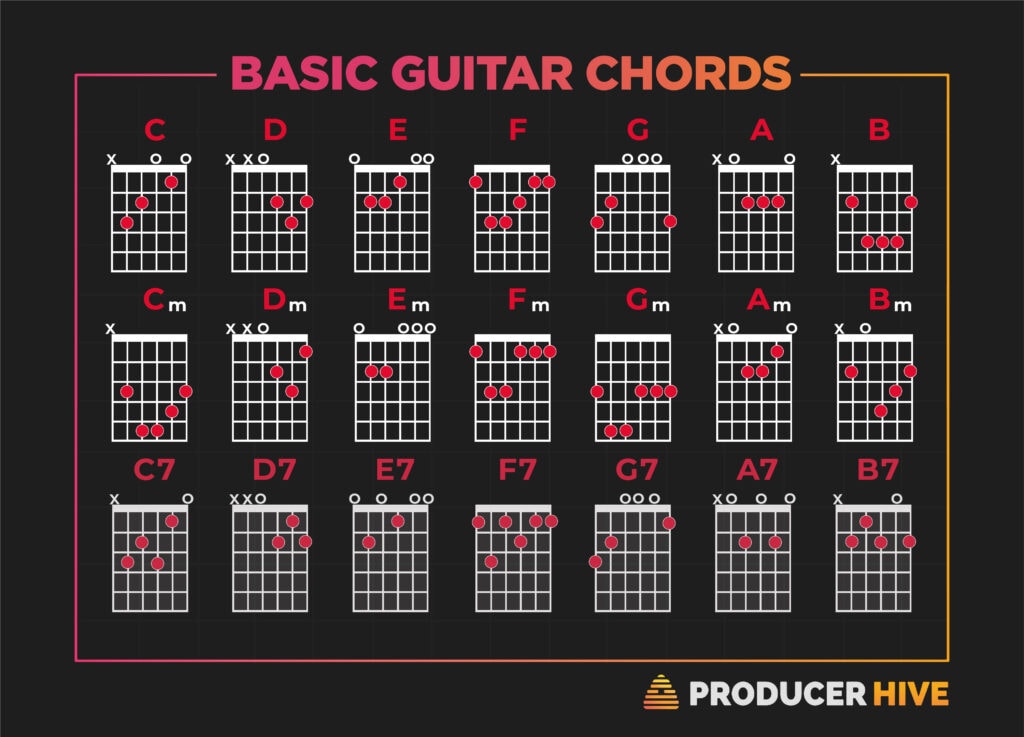 BASIC GUITAR CHORDS
C D E F G A B
x o o x x o o o o o o o x o o x
Cm Dm Em Fm Gm Am Bm
x x x o o o o o x o o x o
C7 D7 E7 F7 G7 A7 B7
x o x x o o o o o o o o x o o o x o
PRODUCER HIVE